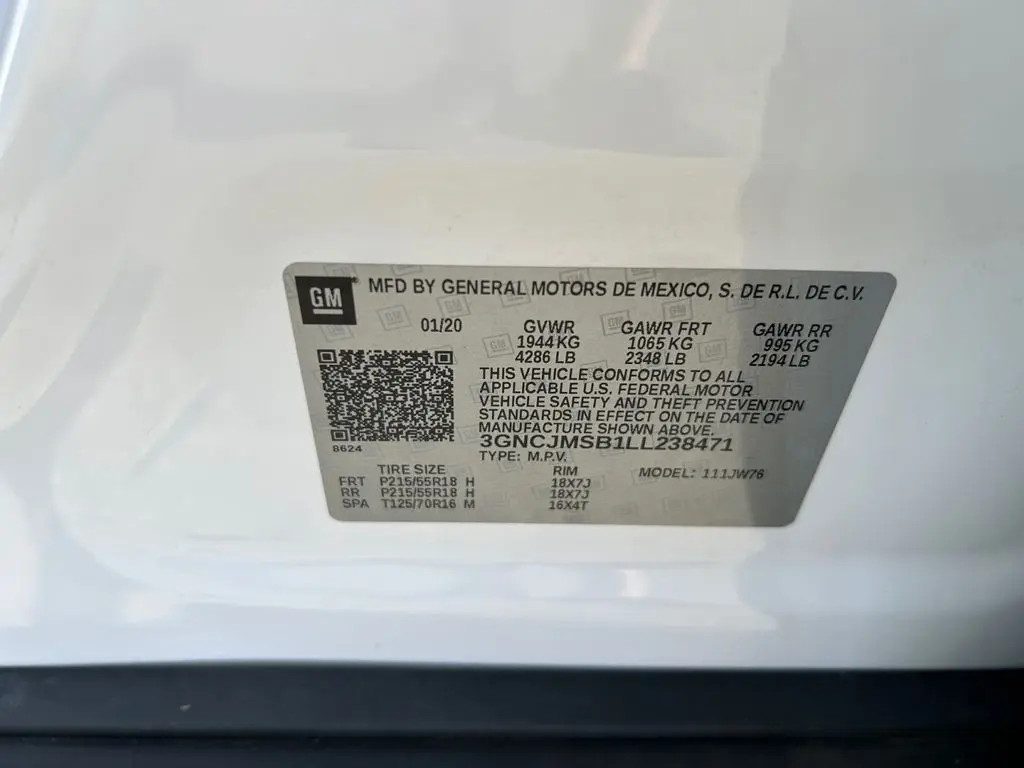 GM MFD BY GENERAL MOTORS DE MEXICO, S. DE R.L. DE C.V.
01/20 GVWR GAWR FRT GAWR RR
1944 KG 1065 KG 995 KG
4286 LB 2348 LB 2194 LB
THIS VEHICLE CONFORMS TO ALL
APPLICABLE U.S. FEDERAL MOTOR
VEHICLE SAFETY AND THEFT PREVENTION
STANDARDS IN EFFECT ON THE DATE OF
MANUFACTURE SHOWN ABOVE.
3GNCJMSB1LL238471
8624 TYPE: M.P.V.
TIRE SIZE RIM MODEL: 111JW76
FRT P215/55R18 H 18X7J
RR P215/55R18 H 18X7J
SPA T125/70R16 M 16X4T